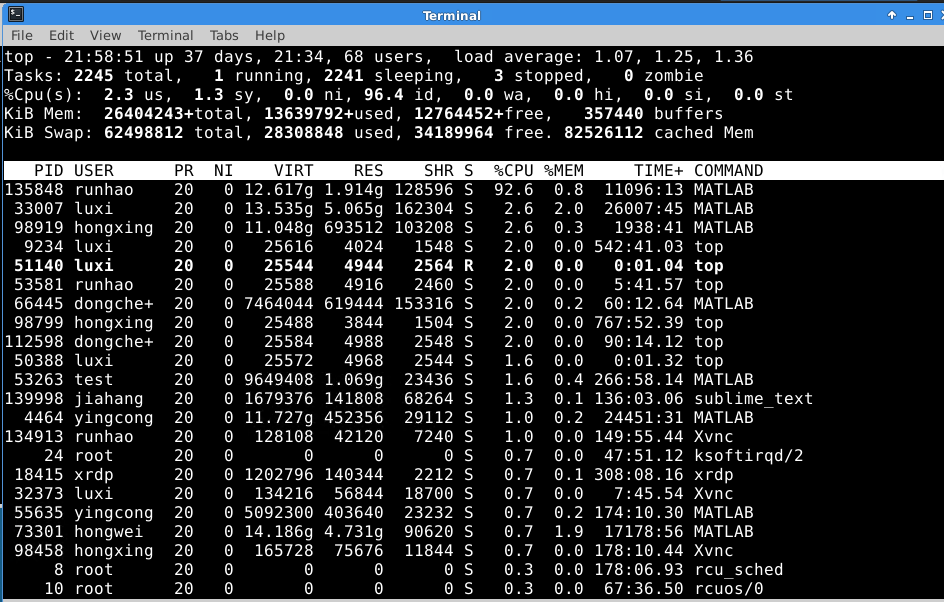 Terminal
File Edit View Terminal Tabs Help
top - 21:58:51 up 37 days, 21:34, 68 users,  load average: 1.07, 1.25, 1.36
Tasks: 2245 total,   1 running, 2241 sleeping,   3 stopped,   0 zombie
%Cpu(s):  2.3 us,  1.3 sy,  0.0 ni, 96.4 id,  0.0 wa,  0.0 hi,  0.0 si,  0.0 st
KiB Mem:  26404243+total, 13639792+used, 12764452+free,   357440 buffers
KiB Swap: 62498812 total, 28308848 used, 34189964 free. 82526112 cached Mem
   PID USER      PR  NI    VIRT    RES    SHR S  %CPU %MEM     TIME+ COMMAND
135848 runhao    20   0 12.617g 1.914g 128596 S  92.6  0.8  11096:13 MATLAB
 33007 luxi      20   0 13.535g 5.065g 162304 S   2.6  2.0  26007:45 MATLAB
 98919 hongxing  20   0 11.048g 693512 103208 S   2.6  0.3   1938:41 MATLAB
  9234 luxi      20   0   25616   4024   1548 S   2.0  0.0 542:41.03 top
 51140 luxi      20   0   25544   4944   2564 R   2.0  0.0   0:01.04 top
 53581 runhao    20   0   25588   4916   2460 S   2.0  0.0   5:41.57 top
 66445 dongche+  20   0 7464044 619444 153316 S   2.0  0.2  60:12.64 MATLAB
 98799 hongxing  20   0   25488   3844   1504 S   2.0  0.0 767:52.39 top
112598 dongche+  20   0   25584   4988   2548 S   2.0  0.0  90:14.12 top
 50388 luxi      20   0   25572   4968   2544 S   1.6  0.0   0:01.32 top
 53263 test      20   0 9649408 1.069g  23436 S   1.6  0.4 266:58.14 MATLAB
139998 jiahang   20   0 1679376 141808  68264 S   1.3  0.1 136:03.06 sublime_text
  4464 yingcong  20   0 11.727g 452356  29112 S   1.0  0.2  24451:31 MATLAB
134913 runhao    20   0  128108  42120   7240 S   1.0  0.0 149:55.44 Xvnc
    24 root      20   0       0      0      0 S   0.7  0.0  47:51.12 ksoftirqd/2
 18415 xrdp      20   0 1202796 140344   2212 S   0.7  0.1 308:08.16 xrdp
 32373 luxi      20   0  134216  56844  18700 S   0.7  0.0   7:45.54 Xvnc
 55635 yingcong  20   0 5092300 403640  23232 S   0.7  0.2 174:10.30 MATLAB
 73301 hongwei   20   0 14.186g 4.731g  90620 S   0.7  1.9  17178:56 MATLAB
 98458 hongxing  20   0  165728  75676  11844 S   0.7  0.0 178:10.44 Xvnc
     8 root      20   0       0      0      0 S   0.3  0.0 178:06.93 rcu_sched
    10 root      20   0       0      0      0 S   0.3  0.0  67:36.50 rcuos/0